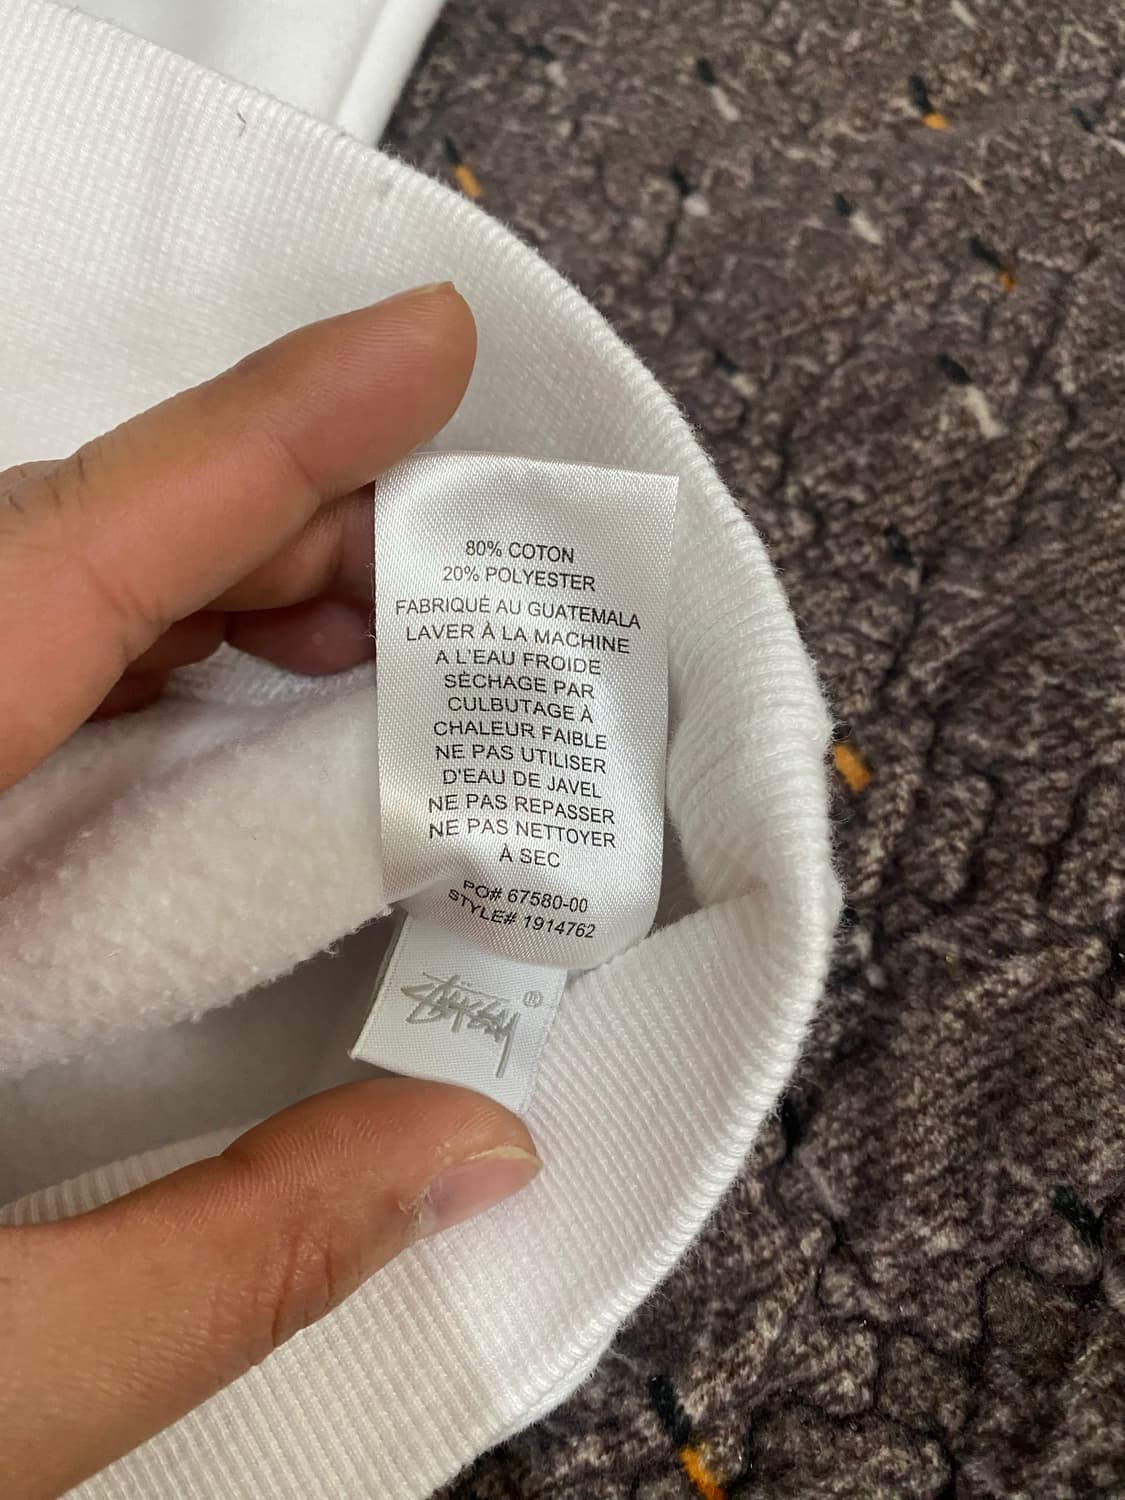 80% COTON
20% POLYESTER
FABRIQUÉ AU GUATEMALA
LAVER À LA MACHINE
A L'EAU FROIDE
SÈCHAGE PAR
CULBUTAGE À
CHALEUR FAIBLE
NE PAS UTILISER
D'EAU DE JAVEL
NE PAS REPASSER
NE PAS NETTOYER
À SEC
PO# 67580-00
STYLE# 1914762
Stüssy ®